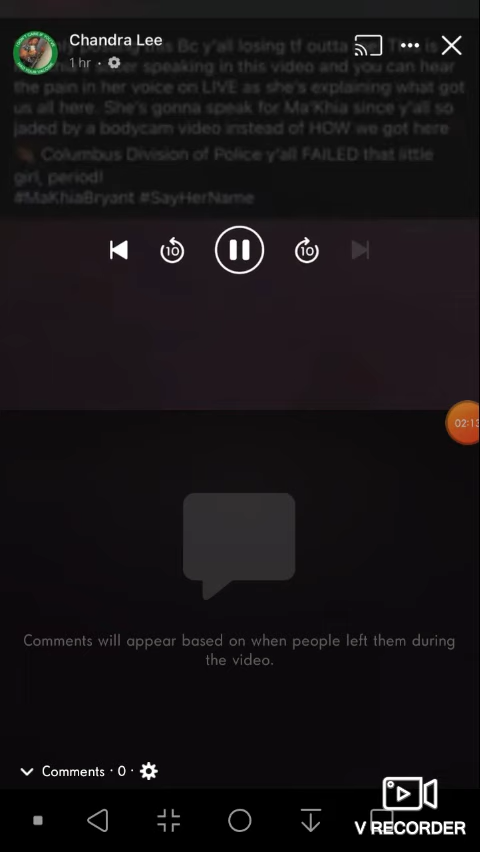 Chandra Lee
1 hr ·
Bc y'all losing tf outta
speaking in this video and you can hear
the pain in her voice on LIVE as she's explaining what got
us all here. She's gonna speak for Ma'Khia since y'all so
jaded by a bodycam video instead of HOW we got here
Columbus Division of Police y'all FAILED that little
girl, period!
#MaKhiaBryant #SayHerName
10
10
02:13
Comments will appear based on when people left them during
the video.
Comments · 0 ·
V RECORDER